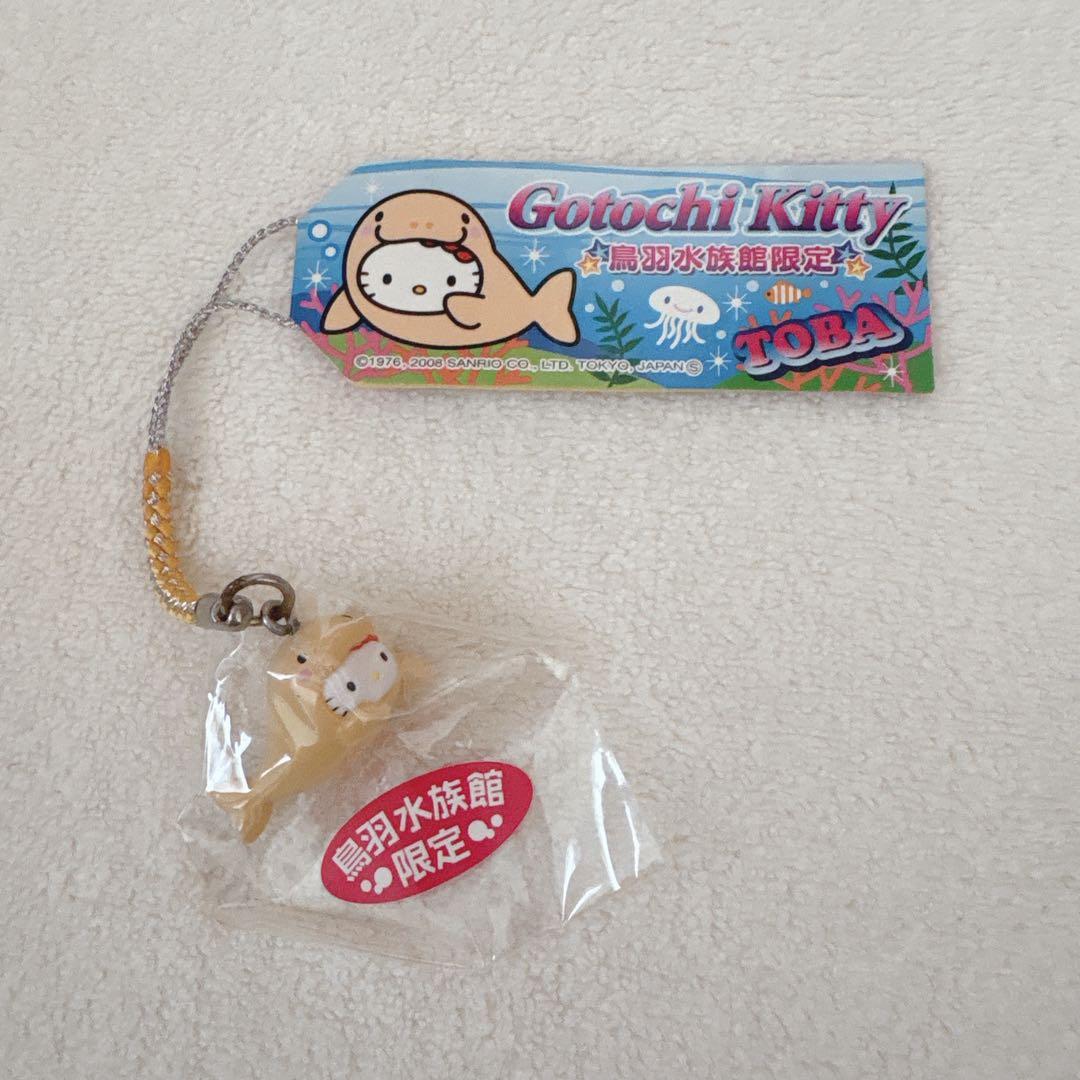 Gotochi Kitty
鳥羽水族館限定
TOBA
©1976, 2008 SANRIO CO., LTD. TOKYO, JAPAN Ⓢ
鳥羽水族館
限定